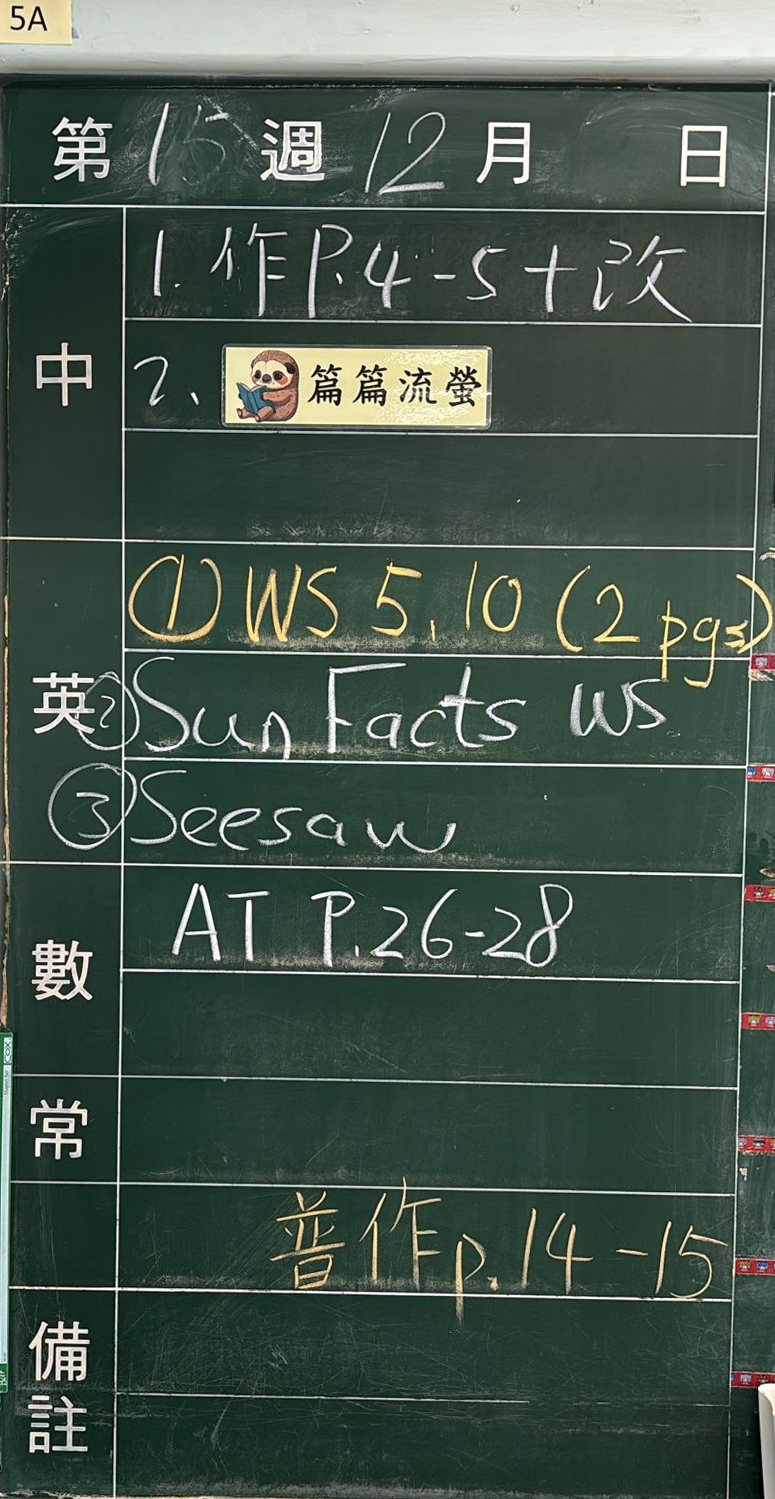 5A
第 15 週 12 月 日
中
1. 作 P.4-5 + 改
2. 篇篇流螢
英
① WS 5.10 (2 pgs)
② Sun Facts WS
③ Seesaw
數
AT P.26-28
常
普作 p.14-15
備註